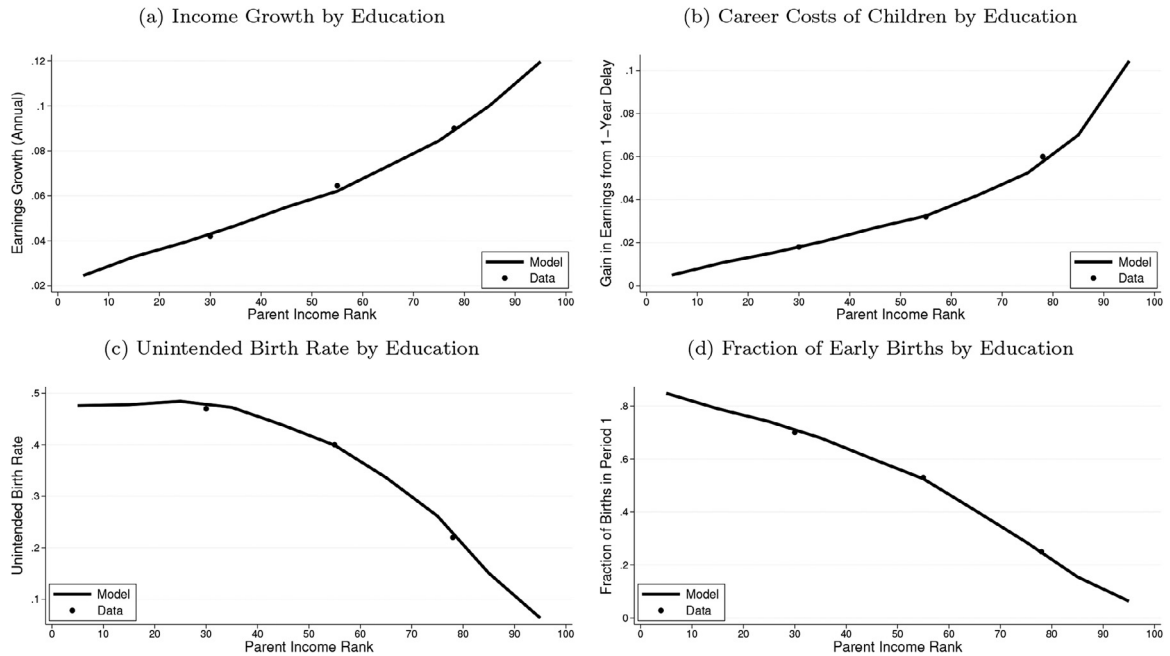 (a) Income Growth by Education
Earnings Growth (Annual)
.12
.1
.08
.06
.04
.02
0 10 20 30 40 50 60 70 80 90 100
Parent Income Rank
Model
Data
(b) Career Costs of Children by Education
Gain in Earnings from 1-Year Delay
.1
.08
.06
.04
.02
0
0 10 20 30 40 50 60 70 80 90 100
Parent Income Rank
Model
Data
(c) Unintended Birth Rate by Education
Unintended Birth Rate
.5
.4
.3
.2
.1
0 10 20 30 40 50 60 70 80 90 100
Parent Income Rank
Model
Data
(d) Fraction of Early Births by Education
Fraction of Births in Period 1
.8
.6
.4
.2
0
0 10 20 30 40 50 60 70 80 90 100
Parent Income Rank
Model
Data